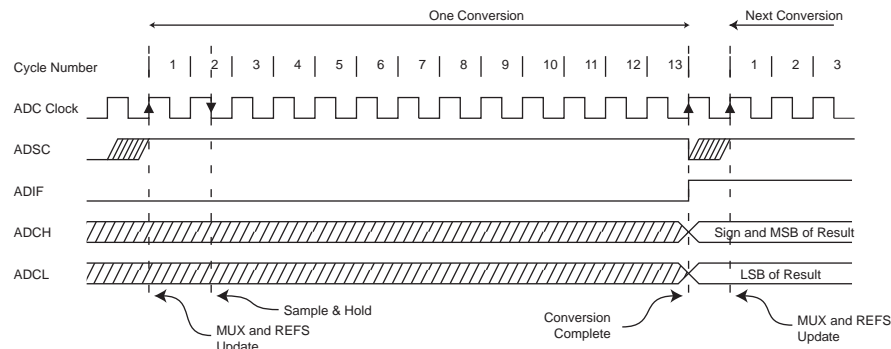 One Conversion
Next Conversion
Cycle Number 1 2 3 4 5 6 7 8 9 10 11 12 13 1 2 3
ADC Clock
ADSC
ADIF
ADCH
Sign and MSB of Result
ADCL
LSB of Result
Sample & Hold
MUX and REFS
Update
Conversion
Complete
MUX and REFS
Update